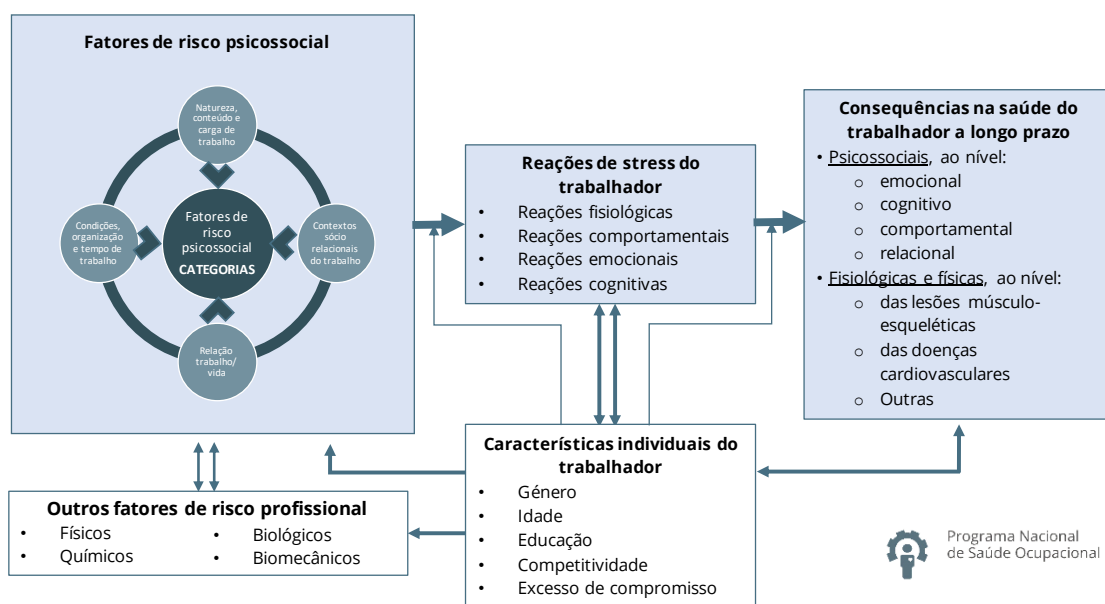 Fatores de risco psicossocial
Natureza,
conteúdo e
carga de
trabalho
Condições,
organização
e tempo de
trabalho
Fatores de
risco
psicossocial
CATEGORIAS
Contextos
sócio
relacionais
do trabalho
Relação
trabalho/
vida
Reações de stress do
trabalhador
• Reações fisiológicas
• Reações comportamentais
• Reações emocionais
• Reações cognitivas
Consequências na saúde do
trabalhador a longo prazo
• Psicossociais, ao nível:
o emocional
o cognitivo
o comportamental
o relacional
• Fisiológicas e físicas, ao nível:
o das lesões músculo-
esqueléticas
o das doenças
cardiovasculares
o Outras
Outros fatores de risco profissional
• Físicos
• Químicos
• Biológicos
• Biomecânicos
Características individuais do
trabalhador
• Género
• Idade
• Educação
• Competitividade
• Excesso de compromisso
Programa Nacional
de Saúde Ocupacional